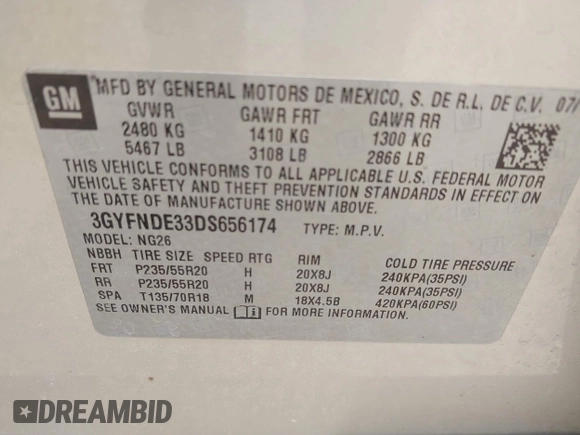 GM
MFD BY GENERAL MOTORS DE MEXICO, S. DE R.L. DE C.V. 07/
GVWR GAWR FRT GAWR RR
2480 KG 1410 KG 1300 KG
5467 LB 3108 LB 2866 LB
THIS VEHICLE CONFORMS TO ALL APPLICABLE U.S. FEDERAL MOTOR
VEHICLE SAFETY AND THEFT PREVENTION STANDARDS IN EFFECT ON
THE DATE OF MANUFACTURE SHOWN ABOVE.
3GYFNDE33DS656174 TYPE: M.P.V.
MODEL: NG26
NBBH TIRE SIZE SPEED RTG RIM COLD TIRE PRESSURE
FRT P235/55R20 H 20X8J 240KPA(35PSI)
RR P235/55R20 H 20X8J 240KPA(35PSI)
SPA T135/70R18 M 18X4.5B 420KPA(60PSI)
SEE OWNER'S MANUAL FOR MORE INFORMATION.
DREAMBID